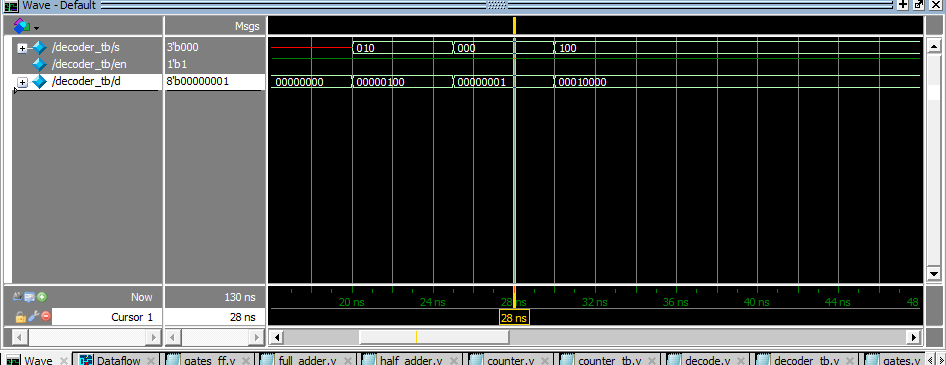 Wave - Default
Msgs
/decoder_tb/s 3'b000 010 000 100
/decoder_tb/en 1'b1
/decoder_tb/d 8'b00000001 00000000 00000100 00000001 00010000
Now 130 ns 20 ns 24 ns 28 ns 32 ns 36 ns 40 ns 44 ns 48
Cursor 1 28 ns 28 ns
Wave Dataflow gates_ff.v full_adder.v half_adder.v counter.v counter_tb.v decode.v decoder_tb.v gates.v